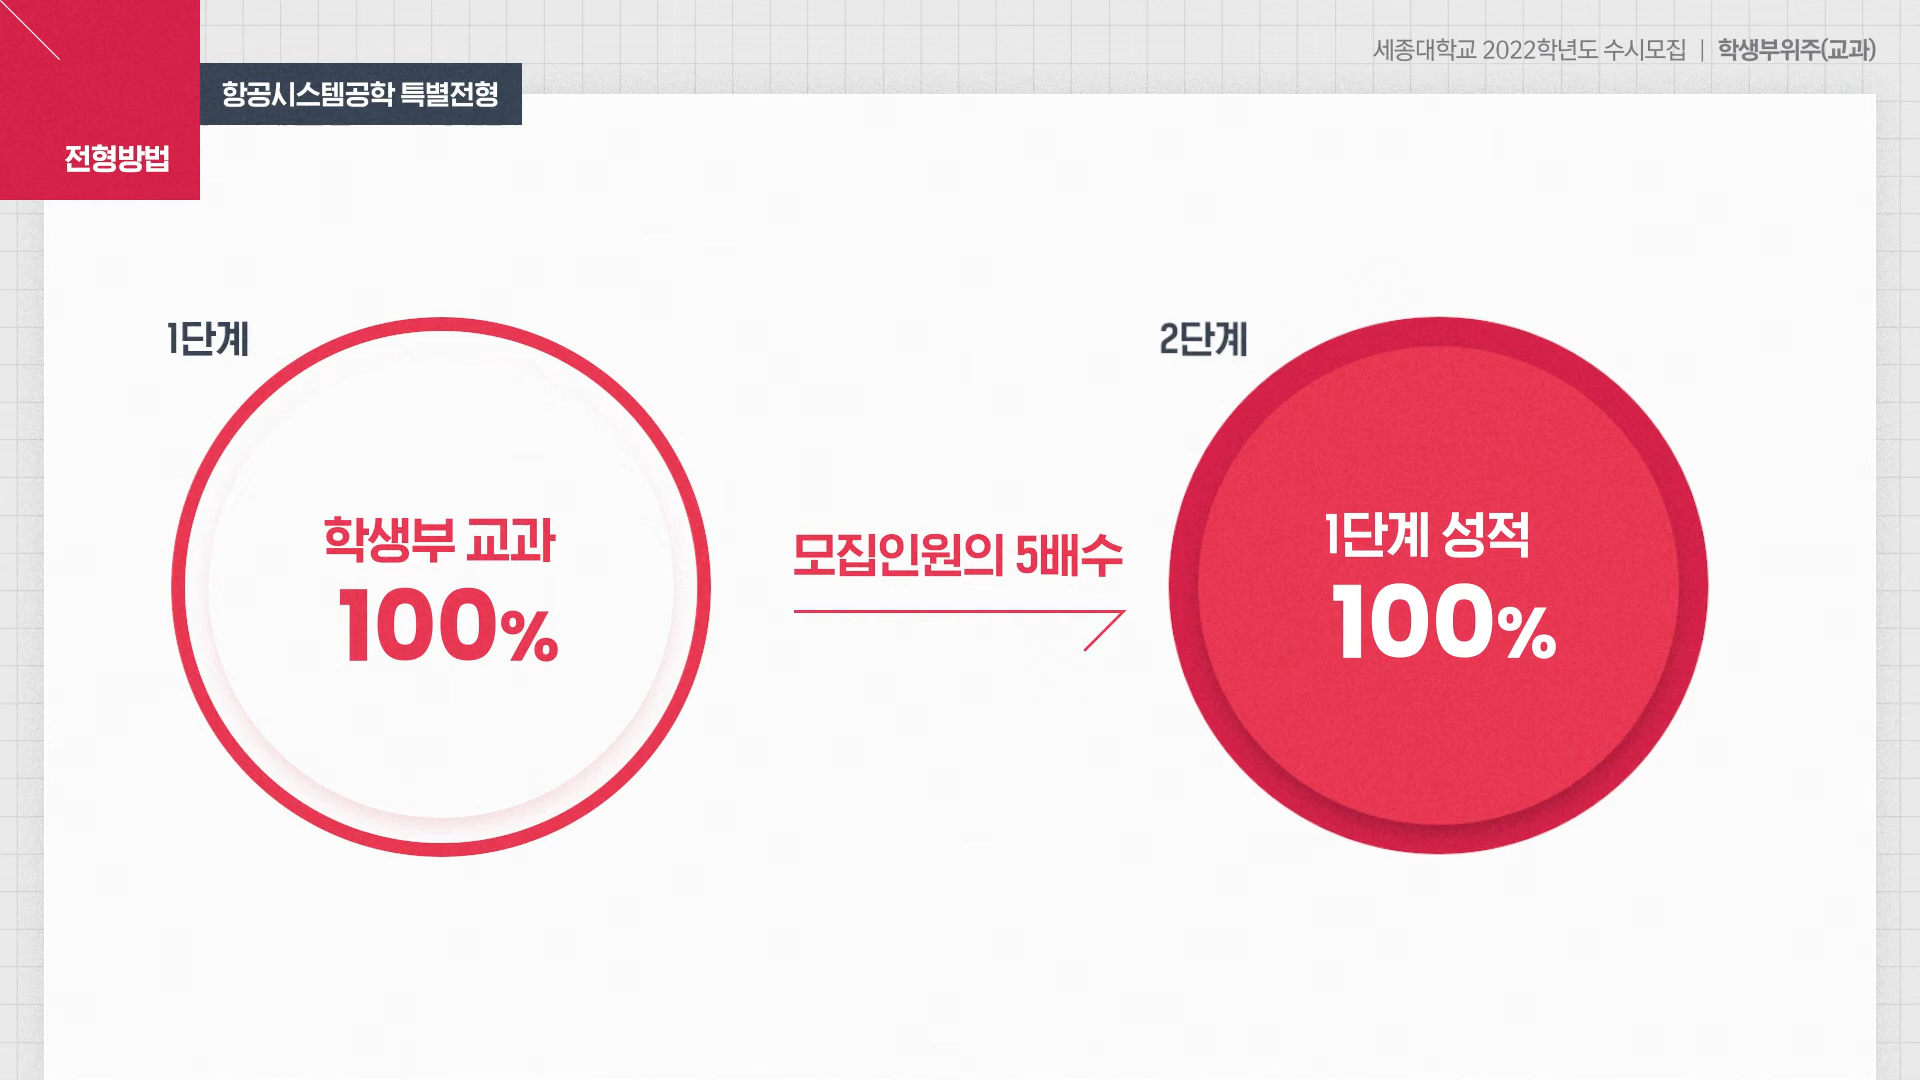 세종대학교 2022학년도 수시모집 | 학생부위주(교과)
항공시스템공학 특별전형
전형방법
1단계
학생부 교과
100%
모집인원의 5배수
2단계
1단계 성적
100%